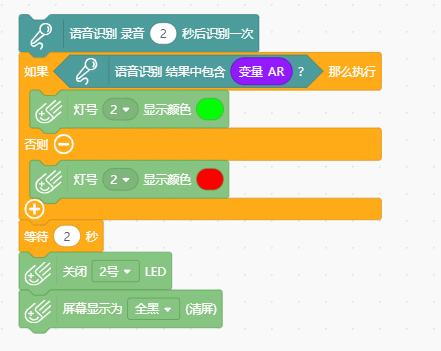 语音识别 录音 2 秒后识别一次
如果 语音识别 结果中包含 变量 AR ? 那么执行
灯号 2 显示颜色
否则
灯号 2 显示颜色
等待 2 秒
关闭 2号 LED
屏幕显示为 全黑 (清屏)